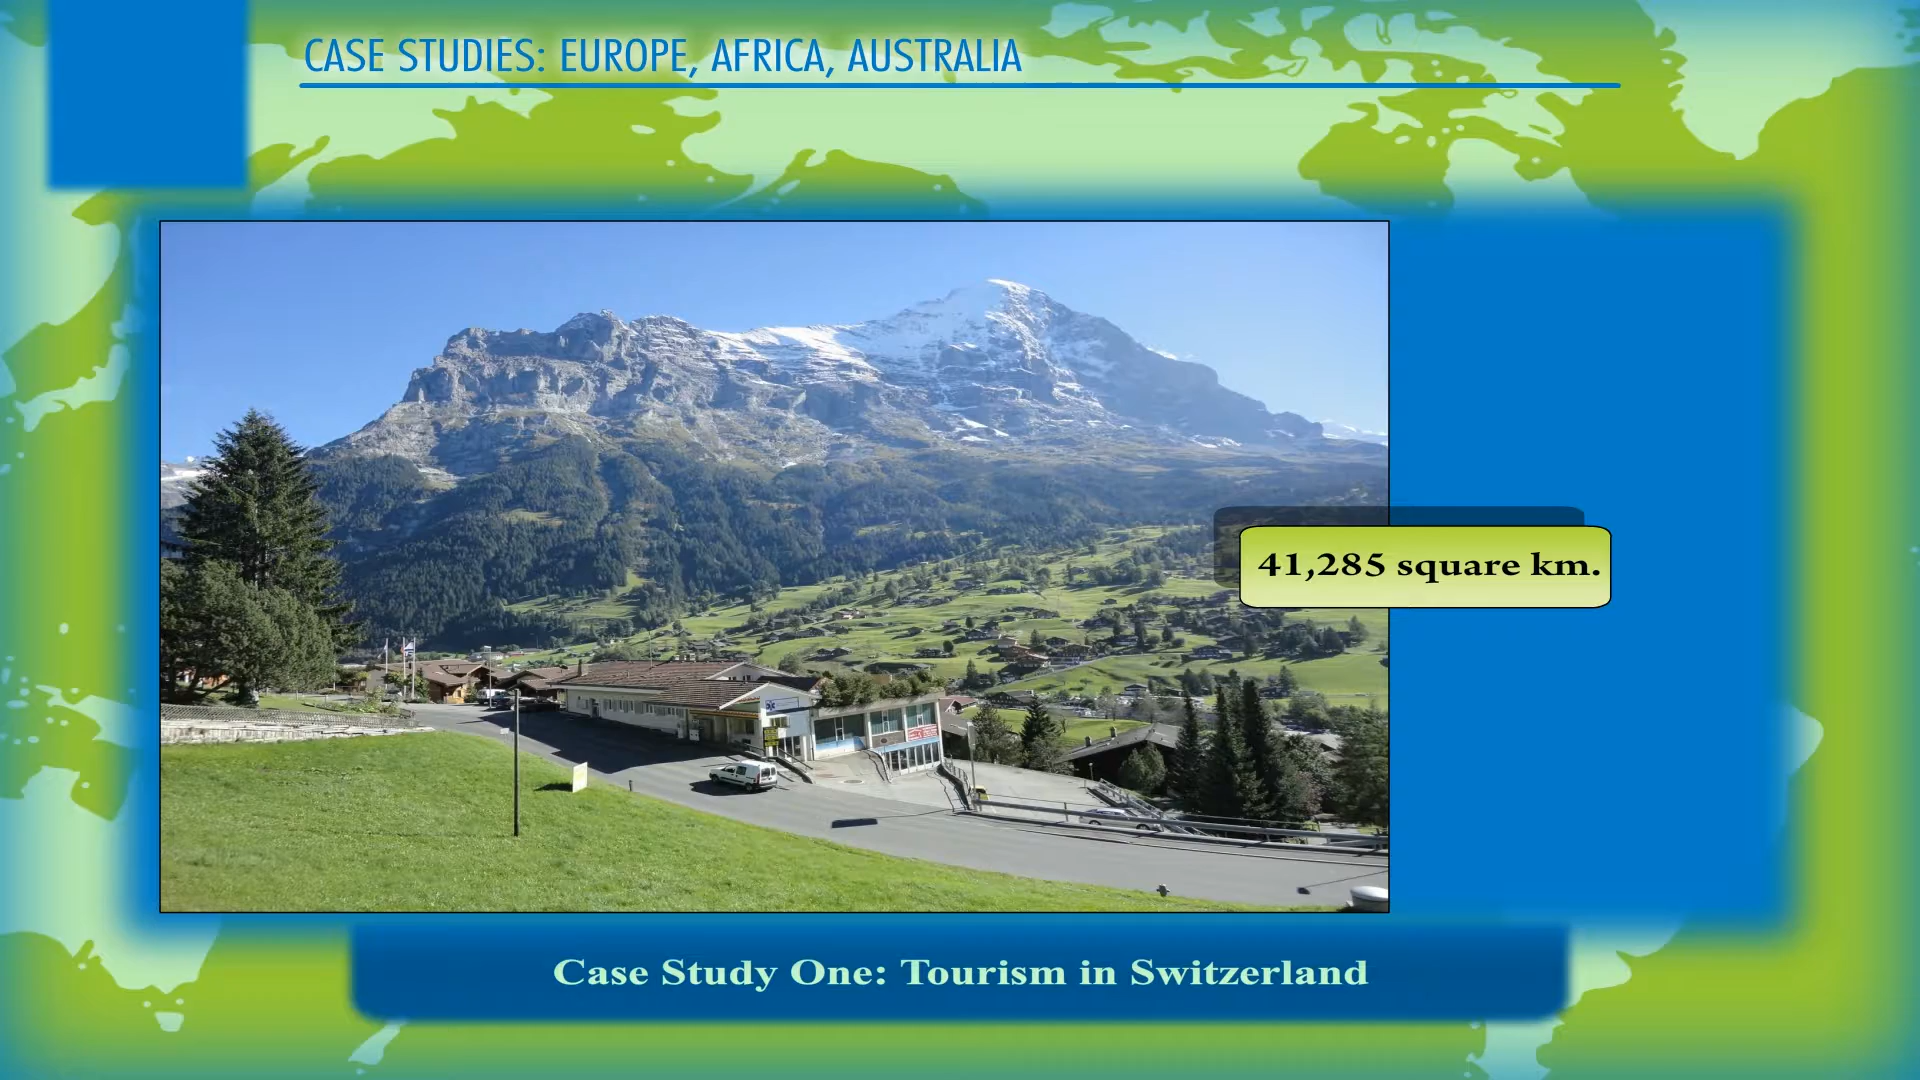 CASE STUDIES: EUROPE, AFRICA, AUSTRALIA
41,285 square km.
Case Study One: Tourism in Switzerland